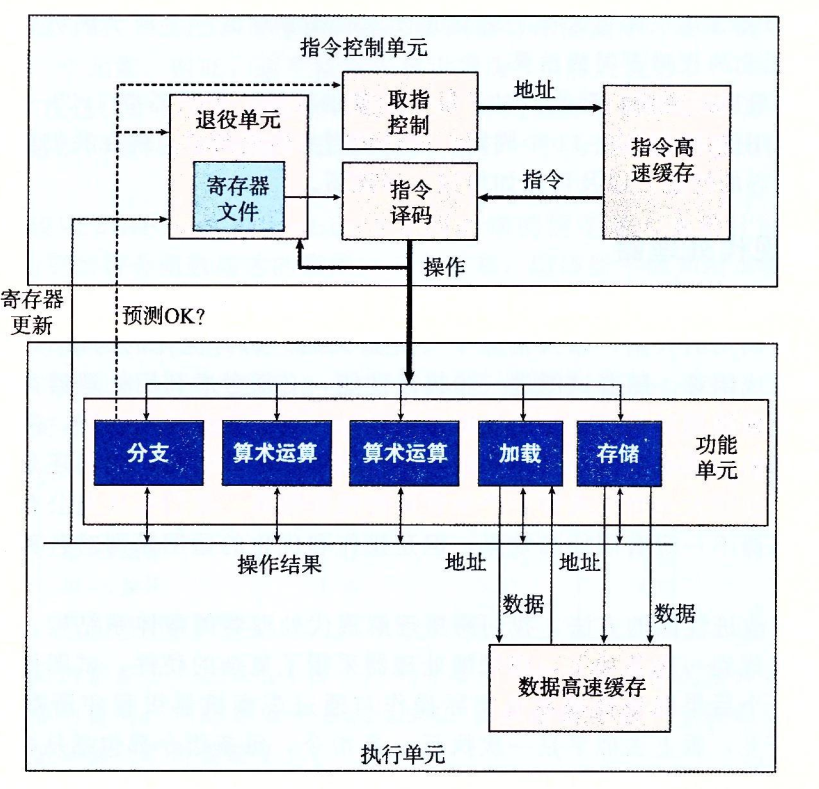 指令控制单元
取指
控制
地址
指令高
速缓存
退役单元
寄存器
文件
指令
译码
指令
操作
寄存器
更新
预测OK?
分支
算术运算
算术运算
加载
存储
功能
单元
操作结果
地址
地址
数据
数据
数据高速缓存
执行单元